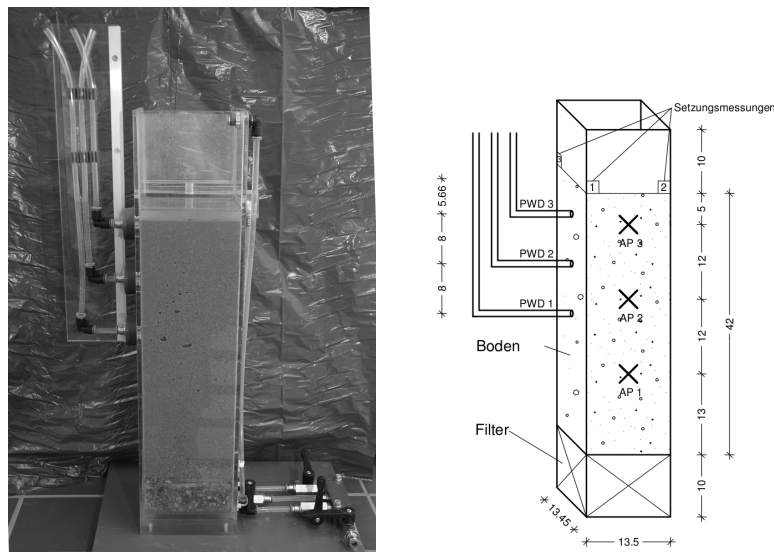 Setzungsmessungen
3
1
2
10
5.66
5
PWD 3
8
AP 3
12
PWD 2
8
AP 2
PWD 1
12
42
Boden
AP 1
13
Filter
10
13.45
13.5